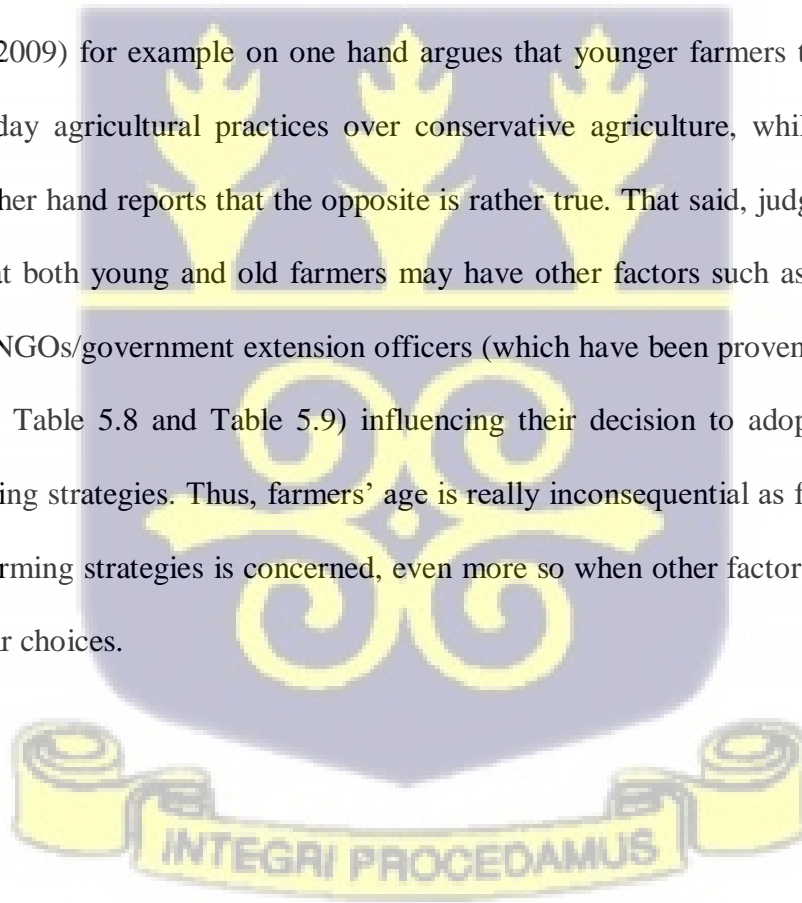 2009) for example on one hand argues that younger farmers t
day agricultural practices over conservative agriculture, whil
her hand reports that the opposite is rather true. That said, judg
at both young and old farmers may have other factors such as
NGOs/government extension officers (which have been proven
Table 5.8 and Table 5.9) influencing their decision to adop
ing strategies. Thus, farmers’ age is really inconsequential as f
rming strategies is concerned, even more so when other factor
r choices.
INTEGRI PROCEDAMUS